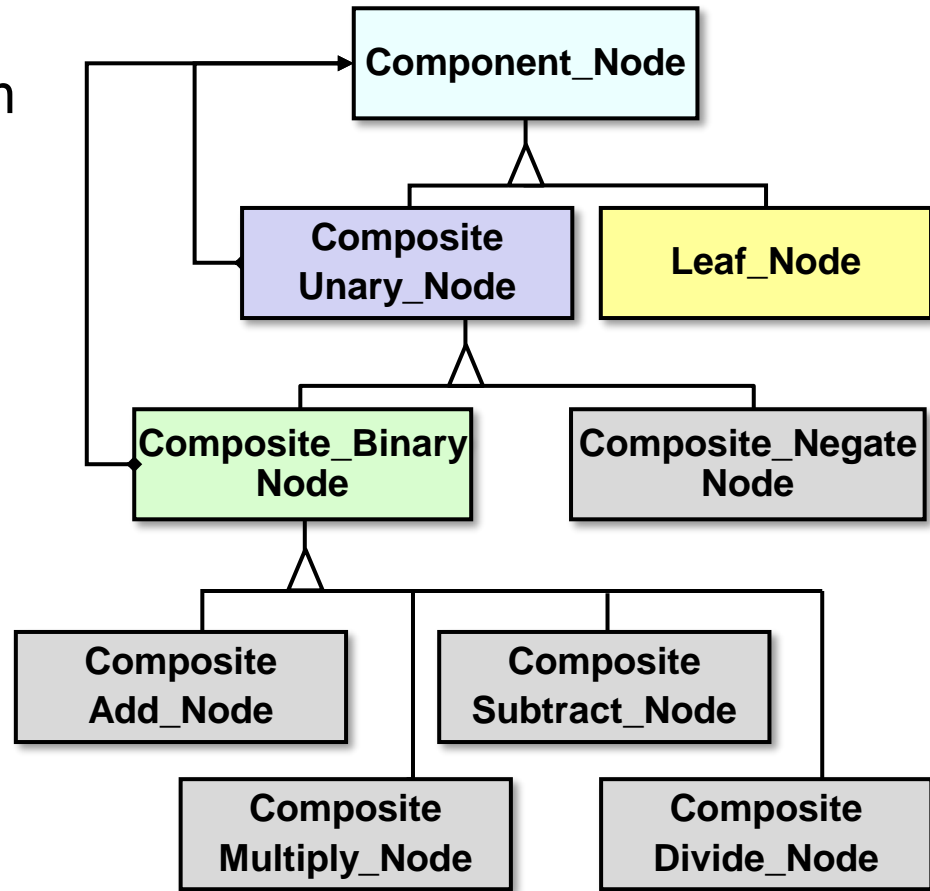 Component_Node
Composite
Unary_Node
Leaf_Node
Composite_Binary
Node
Composite_Negate
Node
Composite
Add_Node
Composite
Subtract_Node
Composite
Multiply_Node
Composite
Divide_Node